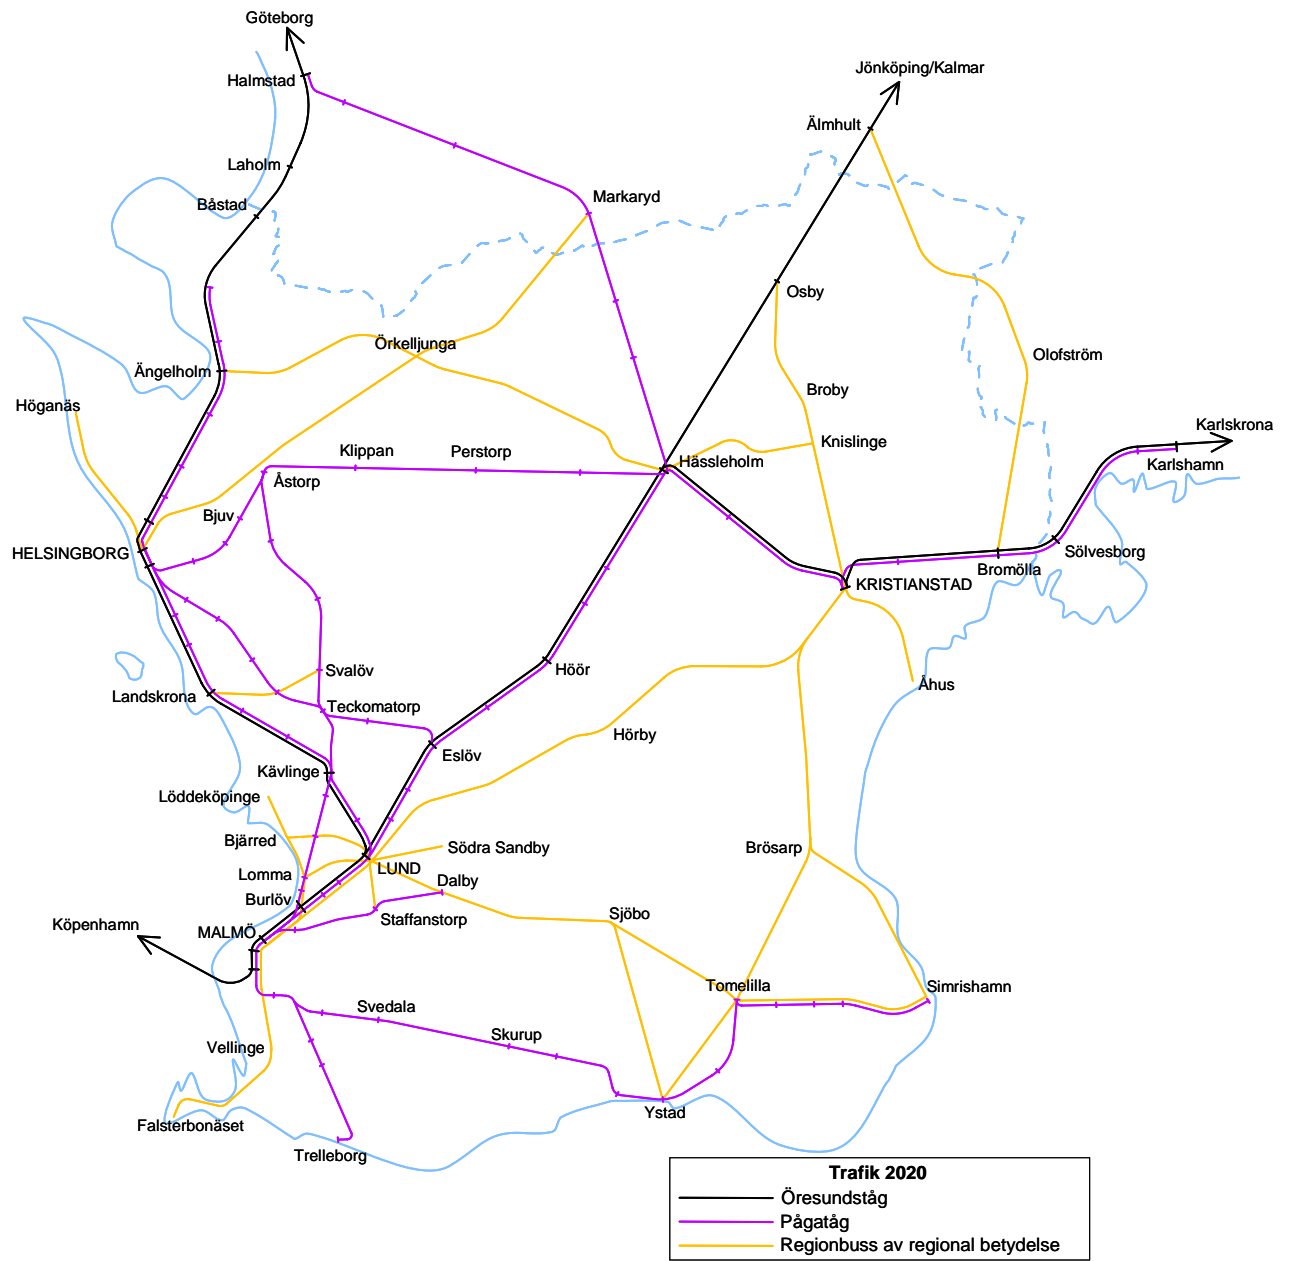 Göteborg
Jönköping/Kalmar
Halmstad
Älmhult
Laholm
Markaryd
Båstad
Osby
Örkelljunga
Olofström
Ängelholm
Broby
Höganäs
Karlskrona
Knislinge
Klippan
Perstorp
Hässleholm
Karlshamn
Åstorp
Bjuv
HELSINGBORG
Sölvesborg
Bromölla
KRISTIANSTAD
Svalöv
Höör
Åhus
Landskrona
Teckomatorp
Hörby
Eslöv
Kävlinge
Löddeköpinge
Bjärred
Södra Sandby
Brösarp
LUND
Lomma
Dalby
Burlöv
Sjöbo
Staffanstorp
Köpenhamn
MALMÖ
Tomelilla
Simrishamn
Svedala
Skurup
Vellinge
Ystad
Falsterbonäset
Trelleborg
Trafik 2020
Öresundståg
Pågatåg
Regionbuss av regional betydelse